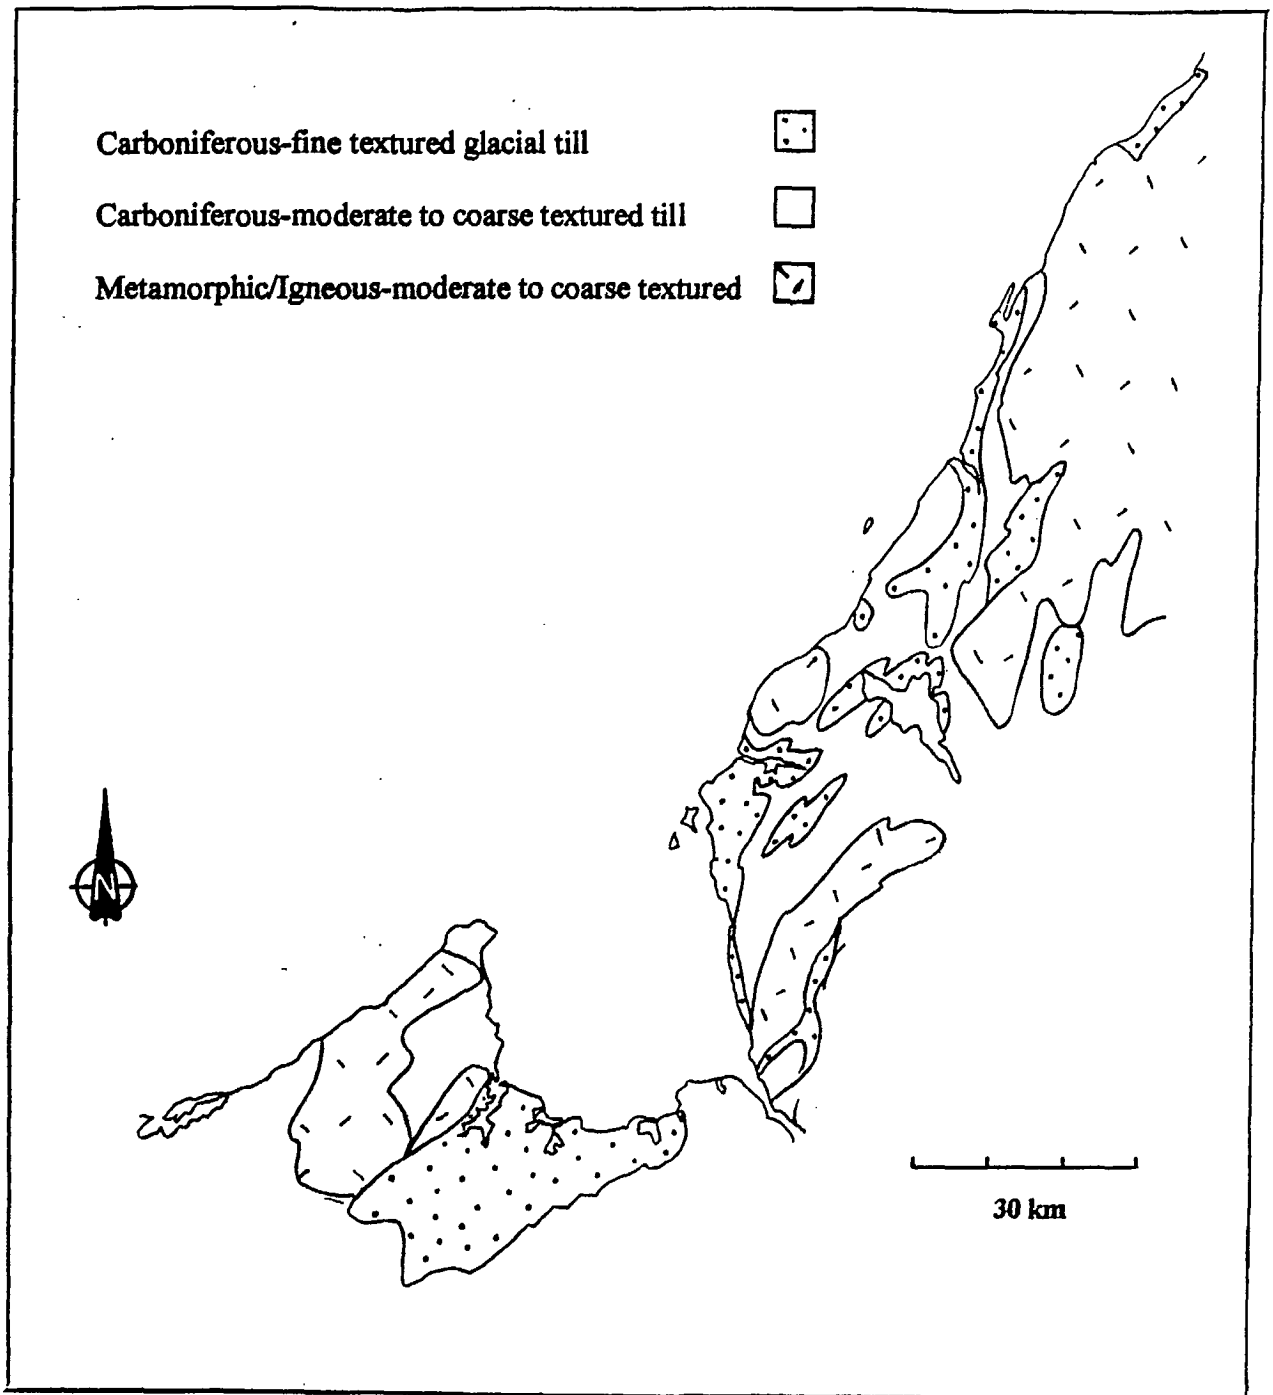 Carboniferous-fine textured glacial till
Carboniferous-moderate to coarse textured till
Metamorphic/Igneous-moderate to coarse textured
N
30 km